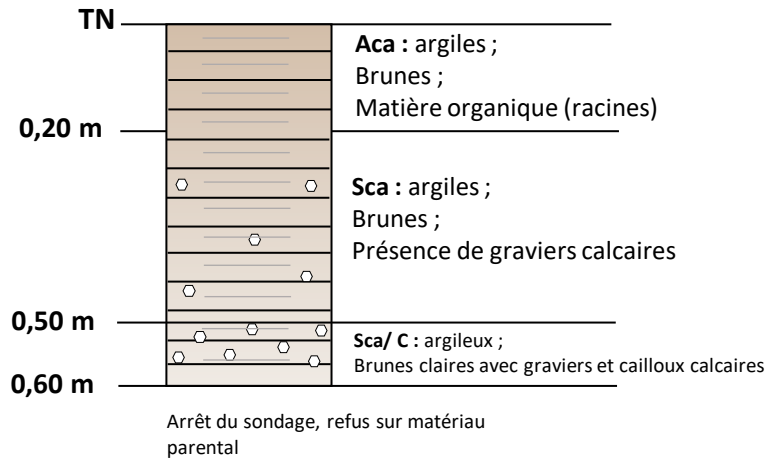 TN
Aca : argiles ;
Brunes ;
Matière organique (racines)
0,20 m
Sca : argiles ;
Brunes ;
Présence de graviers calcaires
0,50 m
Sca/ C : argileux ;
Brunes claires avec graviers et cailloux calcaires
0,60 m
Arrêt du sondage, refus sur matériau
parental